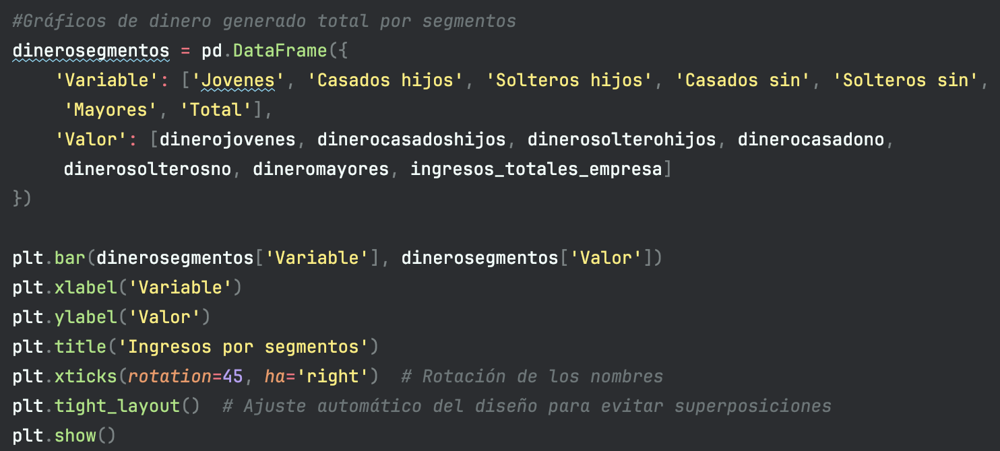 #Gráficos de dinero generado total por segmentos
dinerosegmentos = pd.DataFrame({
    'Variable': ['Jovenes', 'Casados hijos', 'Solteros hijos', 'Casados sin', 'Solteros sin',
     'Mayores', 'Total'],
    'Valor': [dinerojovenes, dinerocasadoshijos, dinerosolterohijos, dinerocasadono,
     dinerosolterosno, dineromayores, ingresos_totales_empresa]
})

plt.bar(dinerosegmentos['Variable'], dinerosegmentos['Valor'])
plt.xlabel('Variable')
plt.ylabel('Valor')
plt.title('Ingresos por segmentos')
plt.xticks(rotation=45, ha='right')  # Rotación de los nombres
plt.tight_layout()  # Ajuste automático del diseño para evitar superposiciones
plt.show()